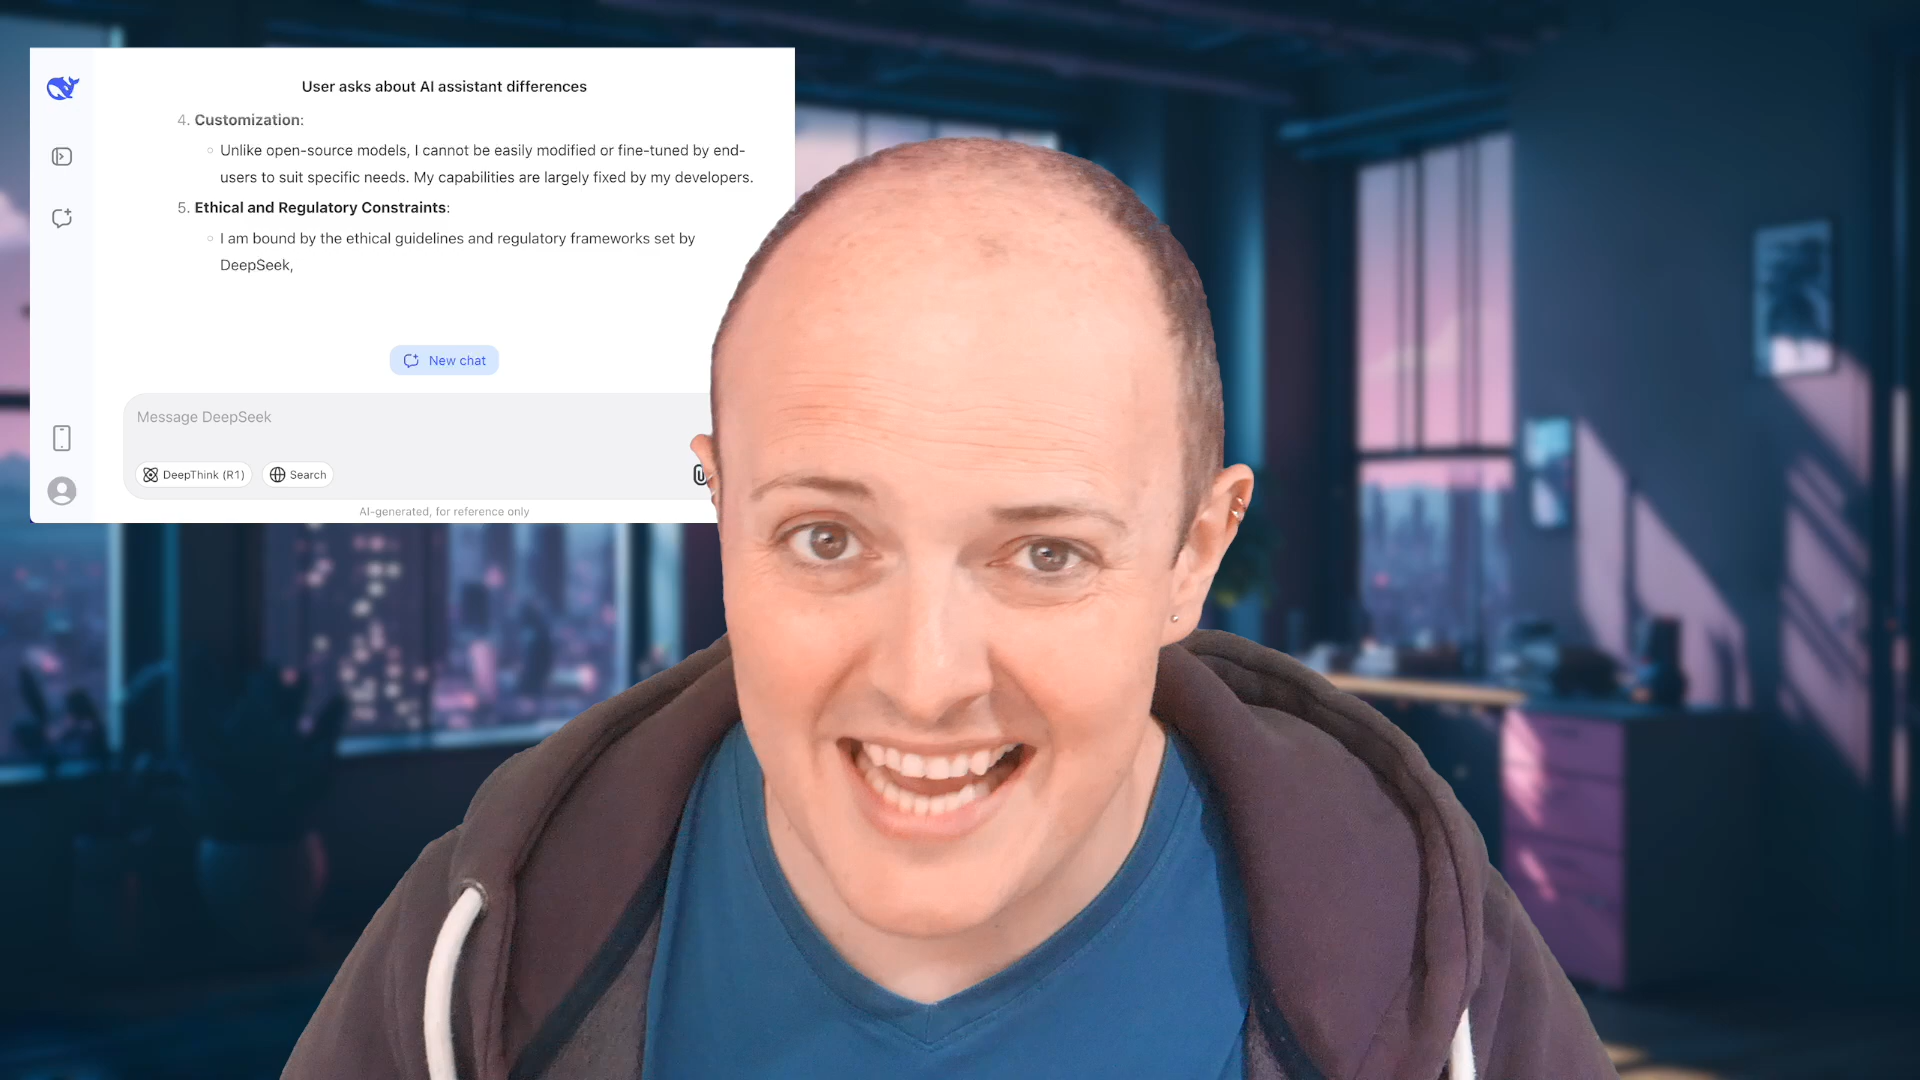 User asks about AI assistant differences
4. Customization:
Unlike open-source models, I cannot be easily modified or fine-tuned by end-
users to suit specific needs. My capabilities are largely fixed by my developers.
5. Ethical and Regulatory Constraints:
I am bound by the ethical guidelines and regulatory frameworks set by
DeepSeek,
New chat
Message DeepSeek
DeepThink (R1)
Search
AI-generated, for reference only